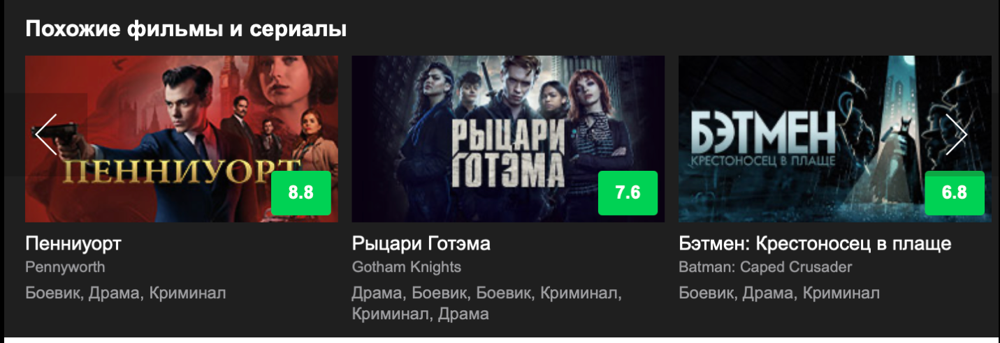 Похожие фильмы и сериалы
ПЕННИУОРТ
8.8
РЫЦАРИ
ГОТЭМА
7.6
БЭТМЕН
КРЕСТОНОСЕЦ В ПЛАЩЕ
6.8
Пенниуорт
Pennyworth
Боевик, Драма, Криминал
Рыцари Готэма
Gotham Knights
Драма, Боевик, Боевик, Криминал,
Криминал, Драма
Бэтмен: Крестоносец в плаще
Batman: Caped Crusader
Боевик, Драма, Криминал